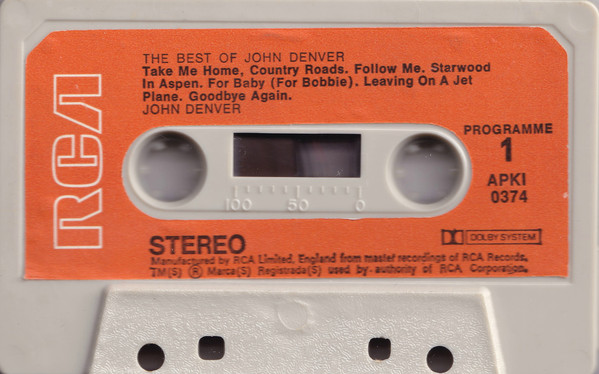 RCA
THE BEST OF JOHN DENVER
Take Me Home, Country Roads. Follow Me. Starwood
In Aspen. For Baby (For Bobbie). Leaving On A Jet
Plane. Goodbye Again.
JOHN DENVER
PROGRAMME
1
APKI
0374
100 50 0
STEREO
DOLBY SYSTEM
Manufactured by RCA Limited, England from master recordings of RCA Records,
TM(S) ® Marca(S) Registrada(S) used by authority of RCA Corporation.